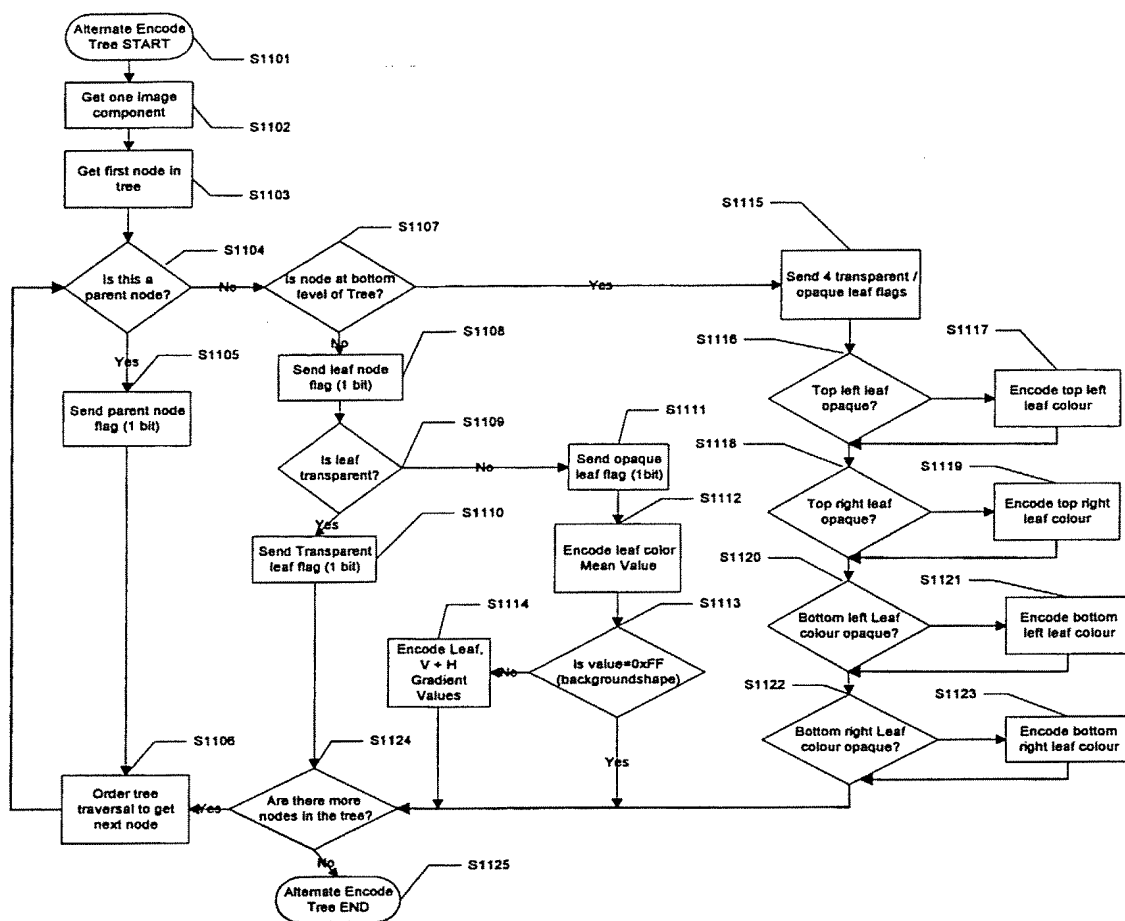 Alternate Encode
Tree START
S1101
Get one image
component
S1102
Get first node in
tree
S1103
S1104
Is this a
parent node?
No
Yes
S1105
Send parent node
flag (1 bit)
S1106
Order tree
traversal to get
next node
S1107
Is node at bottom
level of Tree?
Yes
No
S1108
Send leaf node
flag (1 bit)
S1109
Is leaf
transparent?
No
Yes
S1110
Send Transparent
leaf flag (1 bit)
S1111
Send opaque
leaf flag (1bit)
S1112
Encode leaf color
Mean Value
S1113
Is value=0xFF
(backgroundshape)
No
Yes
S1114
Encode Leaf,
V + H
Gradient
Values
S1115
Send 4 transparent /
opaque leaf flags
S1116
Top left leaf
opaque?
S1117
Encode top left
leaf colour
S1118
Top right leaf
opaque?
S1119
Encode top right
leaf colour
S1120
Bottom left Leaf
colour opaque?
S1121
Encode bottom
left leaf colour
S1122
Bottom right Leaf
colour opaque?
S1123
Encode bottom
right leaf colour
S1124
Are there more
nodes in the tree?
Yes
No
S1125
Alternate Encode
Tree END